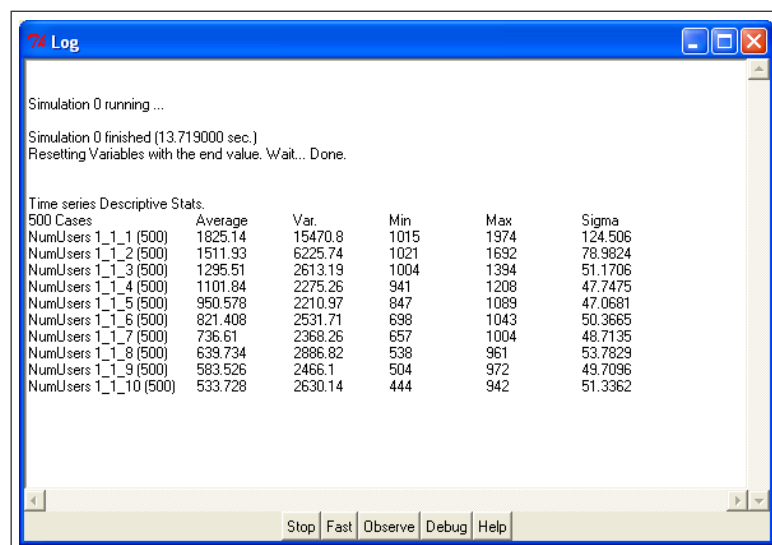 Log
Simulation 0 running ...
Simulation 0 finished (13.719000 sec.)
Resetting Variables with the end value. Wait... Done.
Time series Descriptive Stats.
500 Cases Average Var. Min Max Sigma
NumUsers 1_1_1 (500) 1825.14 15470.8 1015 1974 124.506
NumUsers 1_1_2 (500) 1511.93 6225.74 1021 1692 78.9824
NumUsers 1_1_3 (500) 1295.51 2613.19 1004 1394 51.1706
NumUsers 1_1_4 (500) 1101.84 2275.26 941 1208 47.7475
NumUsers 1_1_5 (500) 950.578 2210.97 847 1089 47.0681
NumUsers 1_1_6 (500) 821.408 2531.71 698 1043 50.3665
NumUsers 1_1_7 (500) 736.61 2368.26 657 1004 48.7135
NumUsers 1_1_8 (500) 639.734 2886.82 538 961 53.7829
NumUsers 1_1_9 (500) 583.526 2466.1 504 972 49.7096
NumUsers 1_1_10 (500) 533.728 2630.14 444 942 51.3362
Stop Fast Observe Debug Help